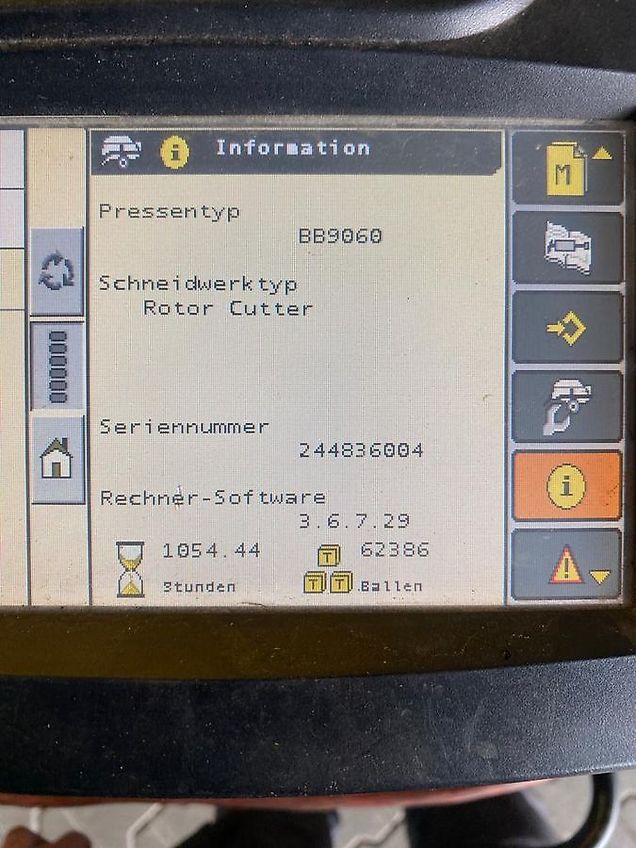 i Information
M
Pressentyp
BB9060
Schneidwerktyp
Rotor Cutter
Seriennummer
244836004
i
Rechner-Software
3.6.7.29
1054.44
T 62386
Stunden
T T Ballen